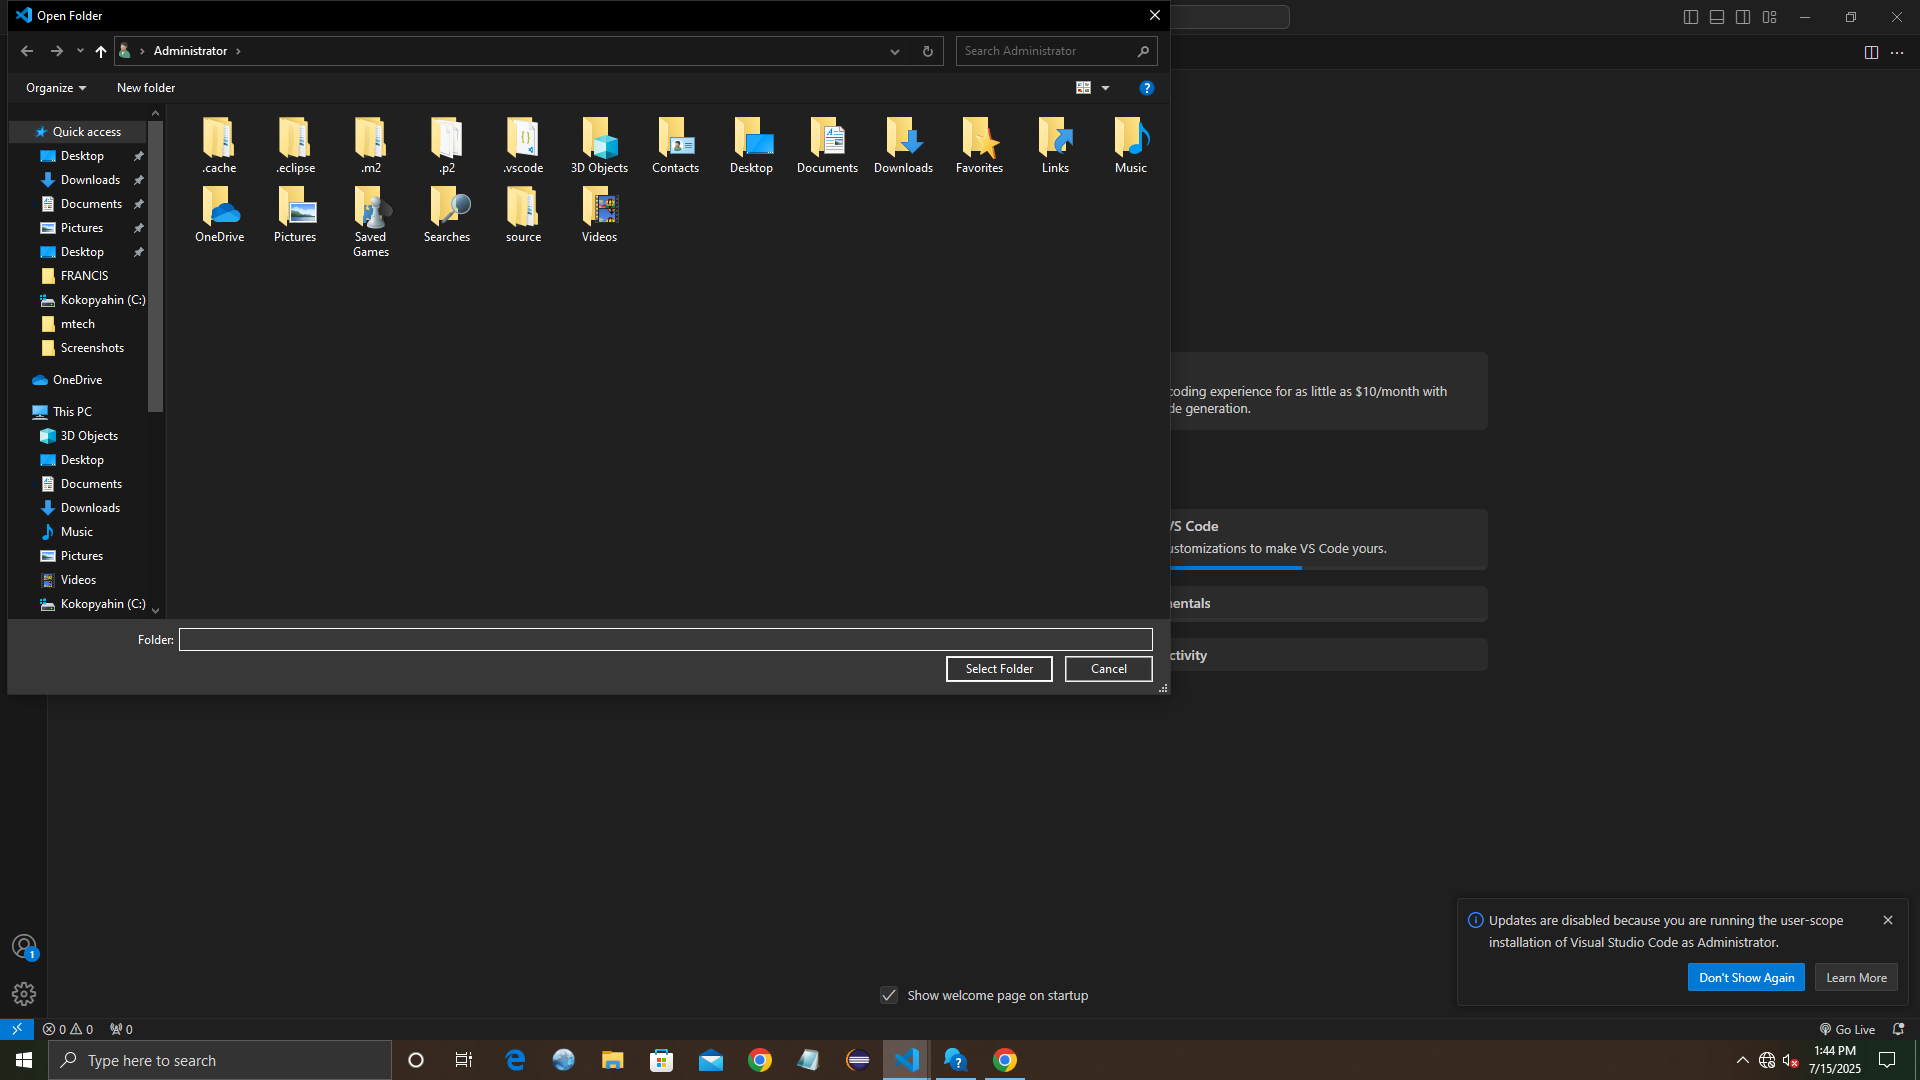 Open Folder
Administrator
Search Administrator
Organize
New folder
Quick access
Desktop
Downloads
Documents
Pictures
Desktop
FRANCIS
Kokopyahin (C:)
mtech
Screenshots
OneDrive
This PC
3D Objects
Desktop
Documents
Downloads
Music
Pictures
Videos
Kokopyahin (C:)
.cache
.eclipse
.m2
.p2
.vscode
3D Objects
Contacts
Desktop
Documents
Downloads
Favorites
Links
Music
OneDrive
Pictures
Saved
Games
Searches
source
Videos
Folder:
Select Folder
Cancel
coding experience for as little as $10/month with
de generation.
VS Code
ustomizations to make VS Code yours.
mentals
ctivity
Updates are disabled because you are running the user-scope
installation of Visual Studio Code as Administrator.
Don't Show Again
Learn More
Show welcome page on startup
1
0 0
0
Go Live
Type here to search
1:44 PM
7/15/2025